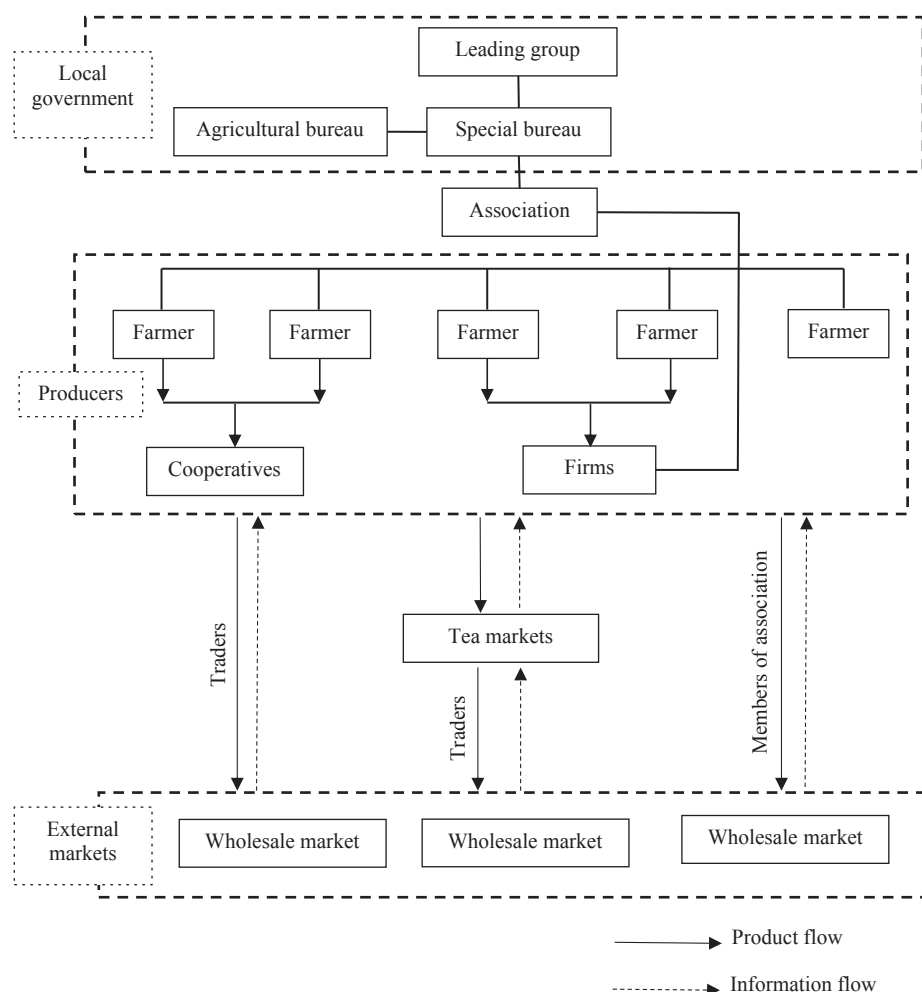 Leading group
Local
government
Agricultural bureau
Special bureau
Association
Farmer
Farmer
Farmer
Farmer
Farmer
Producers
Cooperatives
Firms
Traders
Tea markets
Traders
Members of association
External
markets
Wholesale market
Wholesale market
Wholesale market
Product flow
Information flow